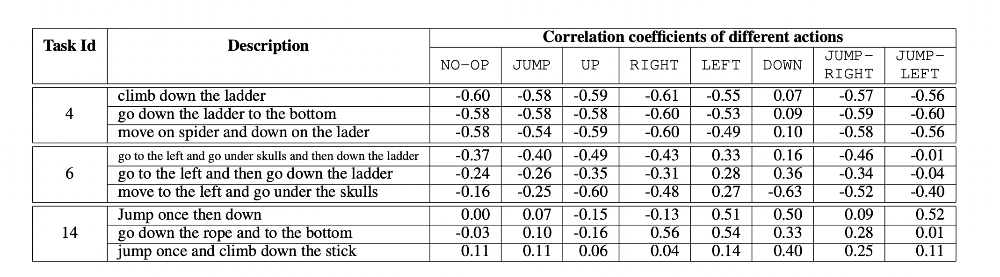 Task Id Description Correlation coefficients of different actions
NO-OP JUMP UP RIGHT LEFT DOWN JUMP-RIGHT JUMP-LEFT
4
climb down the ladder -0.60 -0.58 -0.59 -0.61 -0.55 0.07 -0.57 -0.56
go down the ladder to the bottom -0.58 -0.58 -0.58 -0.60 -0.53 0.09 -0.59 -0.60
move on spider and down on the lader -0.58 -0.54 -0.59 -0.60 -0.49 0.10 -0.58 -0.56
6
go to the left and go under skulls and then down the ladder -0.37 -0.40 -0.49 -0.43 0.33 0.16 -0.46 -0.01
go to the left and then go down the ladder -0.24 -0.26 -0.35 -0.31 0.28 0.36 -0.34 -0.04
move to the left and go under the skulls -0.16 -0.25 -0.60 -0.48 0.27 -0.63 -0.52 -0.40
14
Jump once then down 0.00 0.07 -0.15 -0.13 0.51 0.50 0.09 0.52
go down the rope and to the bottom -0.03 0.10 -0.16 0.56 0.54 0.33 0.28 0.01
jump once and climb down the stick 0.11 0.11 0.06 0.04 0.14 0.40 0.25 0.11